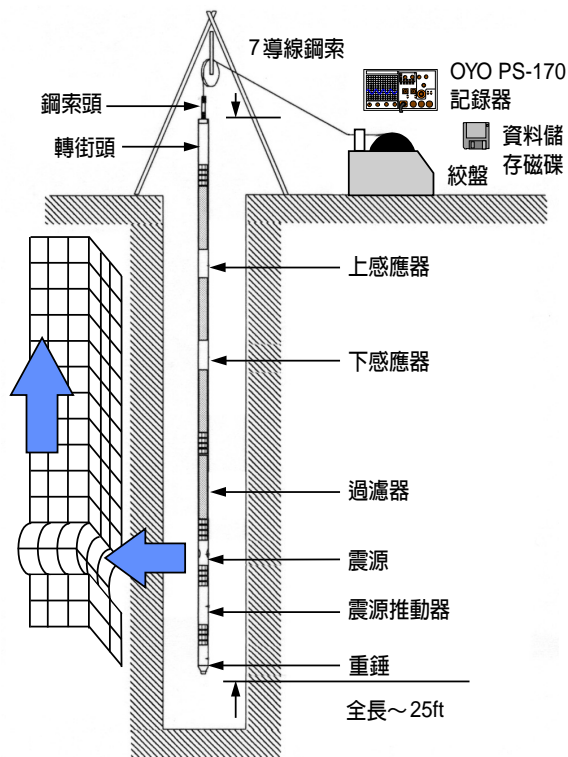 7導線鋼索
OYO PS-170
記錄器
鋼索頭
資料儲
存磁碟
轉街頭
絞盤
上感應器
下感應器
過濾器
震源
震源推動器
重錘
全長～25ft